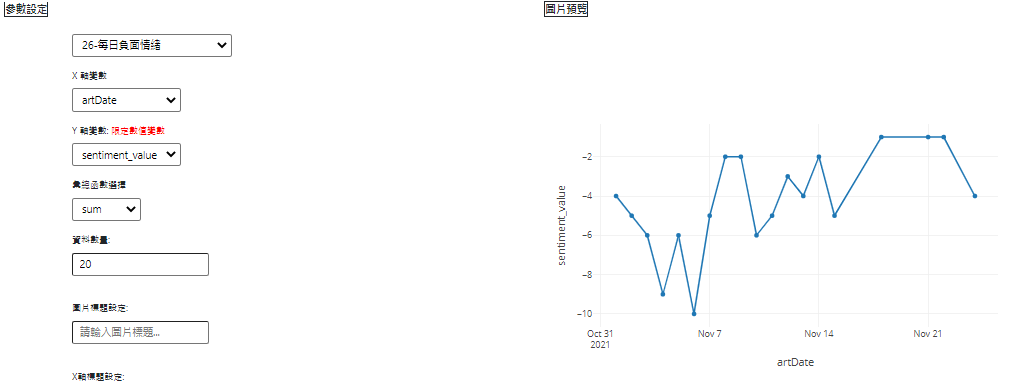 參數設定
26-每日負面情緒
X 軸變數
artDate
Y 軸變數: 限定數值變數
sentiment_value
彙總函數選擇
sum
資料數量:
20
圖片標題設定:
請輸入圖片標題...
X軸標題設定:
圖片預覽
−2
−4
−6
−8
−10
sentiment_value
Oct 31
2021
Nov 7
Nov 14
Nov 21
artDate